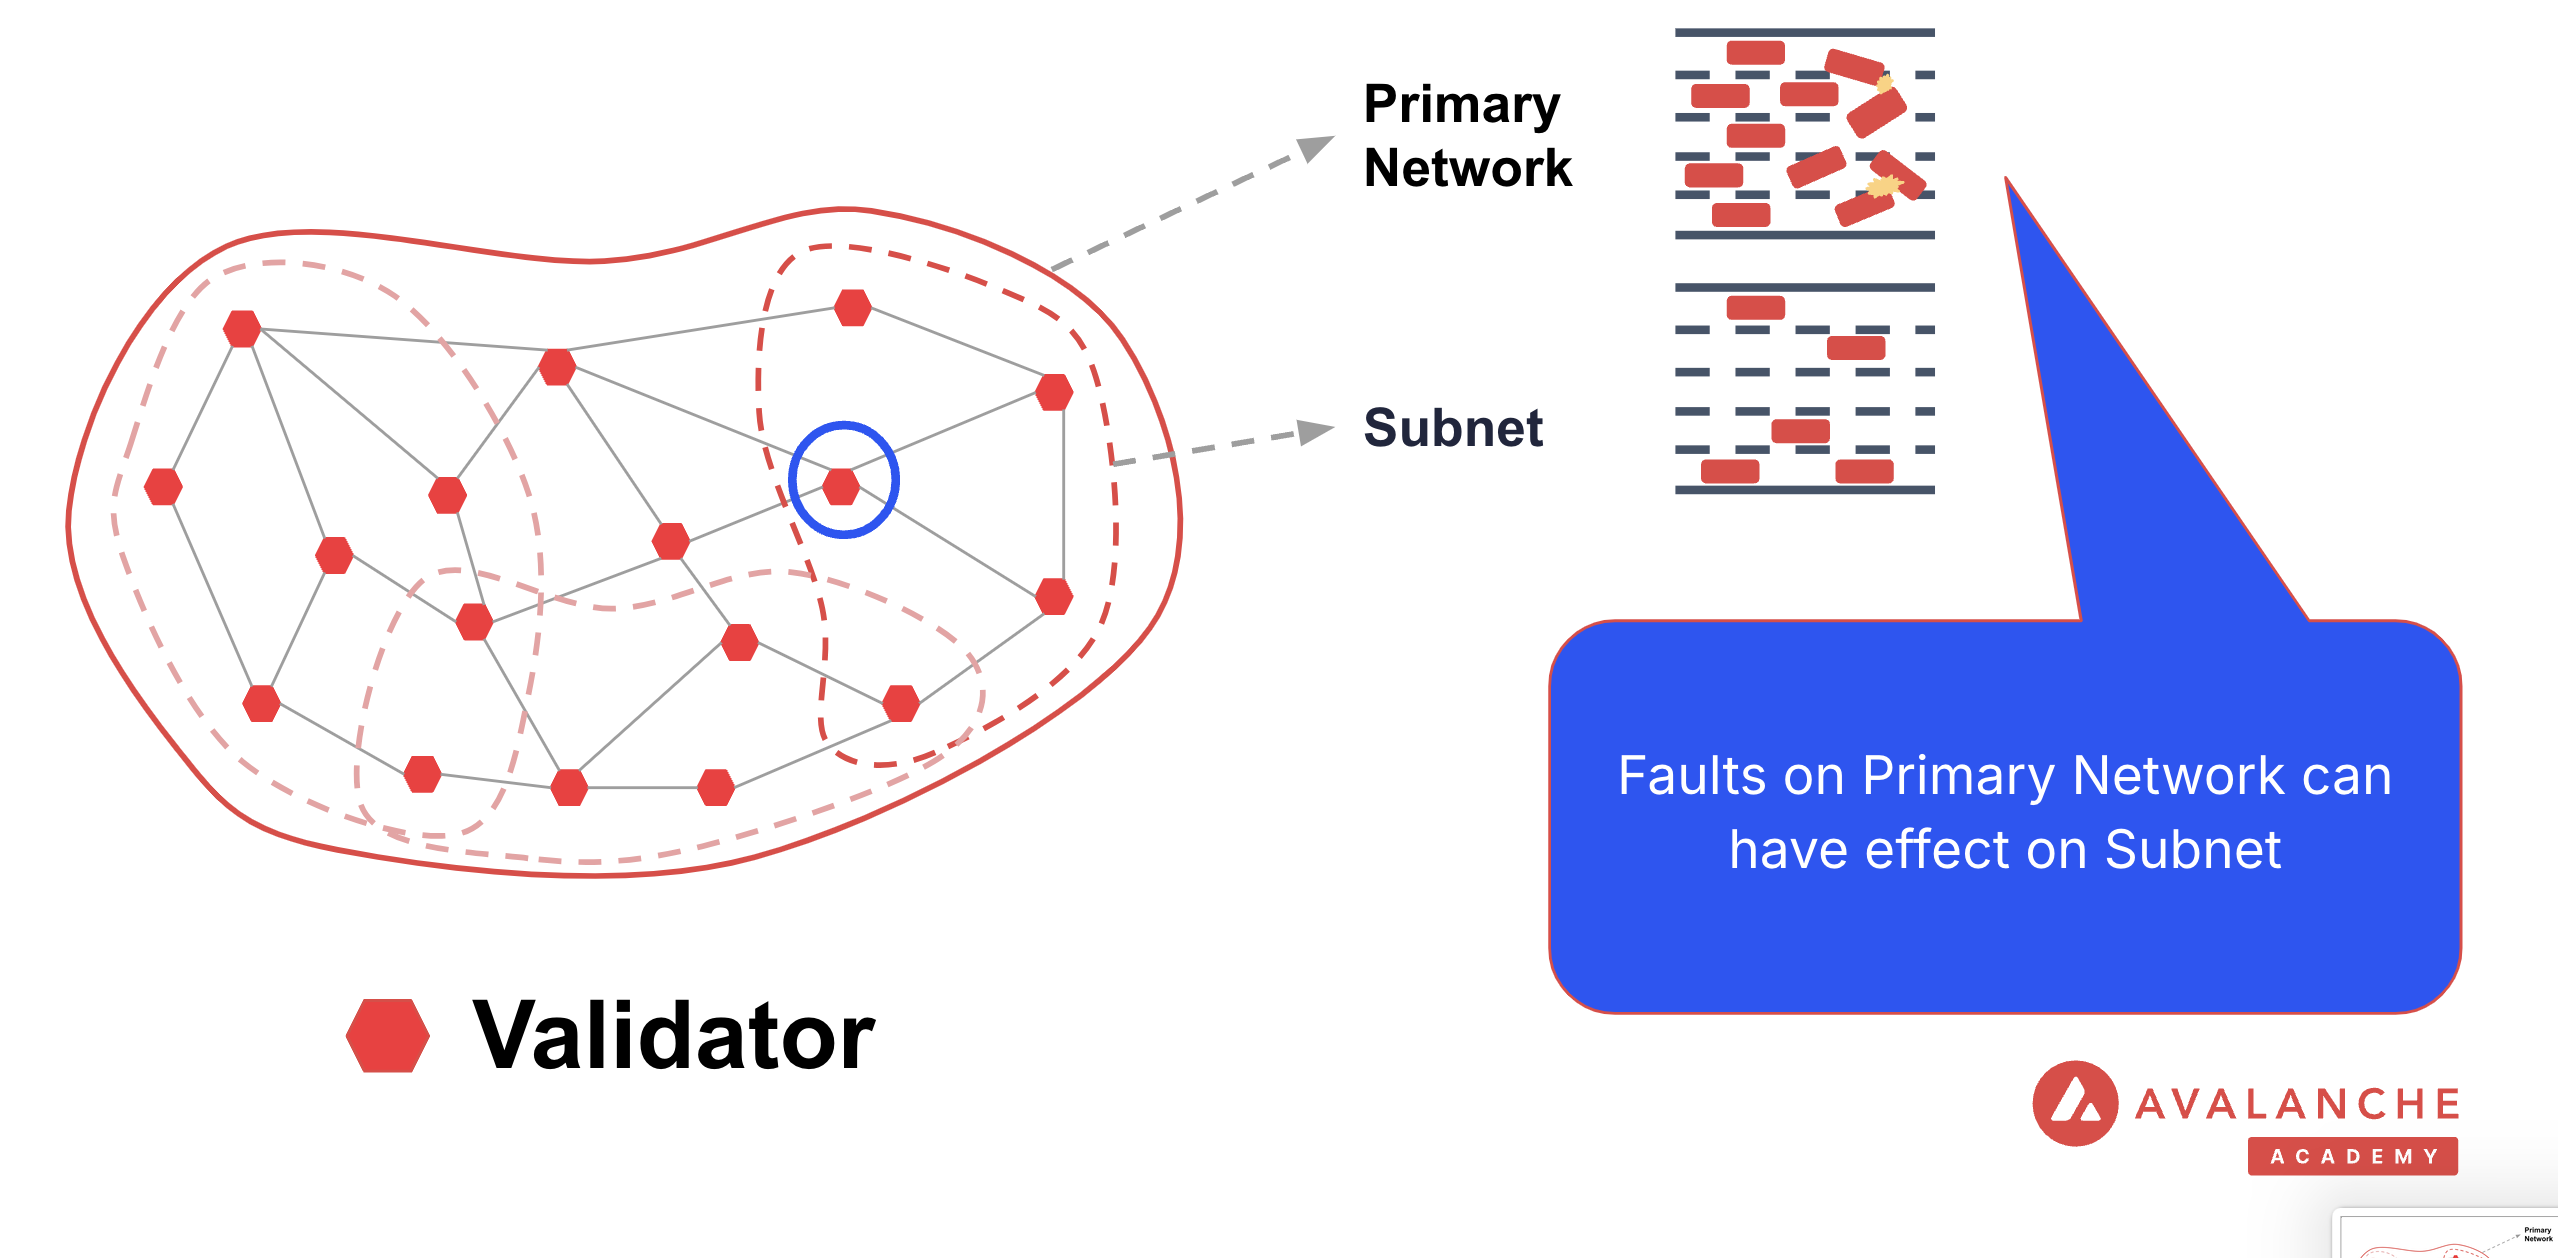 Primary
Network
Subnet
Faults on Primary Network can
have effect on Subnet
Validator
AVALANCHE
ACADEMY
Primary
Network